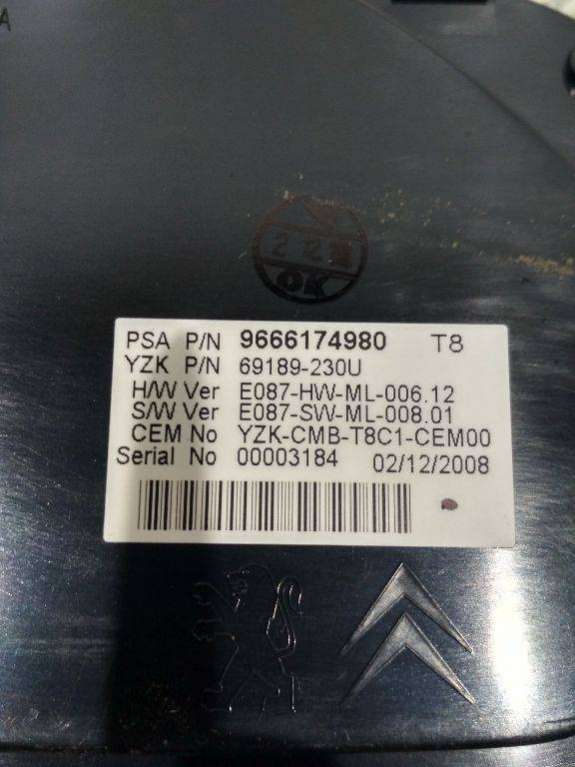 A
OK
PSA P/N 9666174980 T8
YZK P/N 69189-230U
H/W Ver E087-HW-ML-006.12
S/W Ver E087-SW-ML-008.01
CEM No YZK-CMB-T8C1-CEM00
Serial No 00003184 02/12/2008